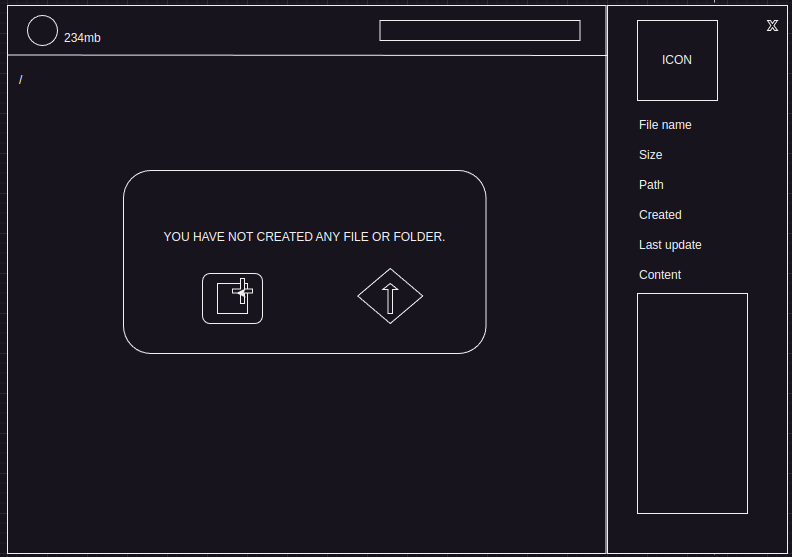 234mb
/
YOU HAVE NOT CREATED ANY FILE OR FOLDER.
X
ICON
File name
Size
Path
Created
Last update
Content